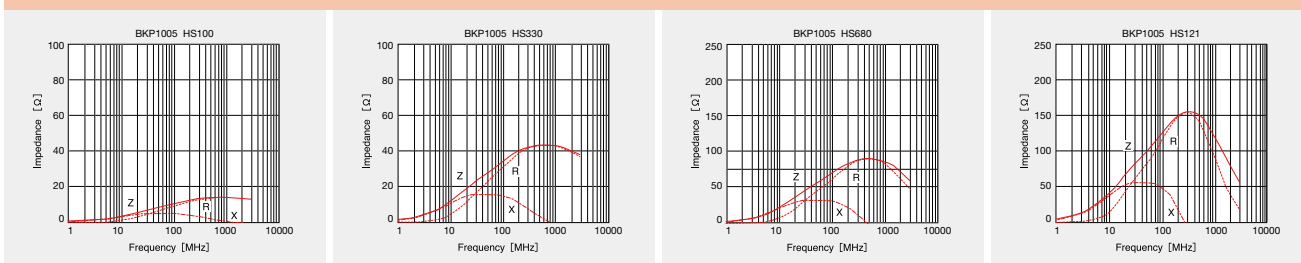 BKP1005 HS100
100
80
60
40
20
0
Impedance [Ω]
Z
R
X
1
10
100
1000
10000
Frequency [MHz]
BKP1005 HS330
100
80
60
40
20
0
Impedance [Ω]
Z
R
X
1
10
100
1000
10000
Frequency [MHz]
BKP1005 HS680
250
200
150
100
50
0
Impedance [Ω]
Z
R
X
1
10
100
1000
10000
Frequency [MHz]
BKP1005 HS121
250
200
150
100
50
0
Impedance [Ω]
Z
R
X
1
10
100
1000
10000
Frequency [MHz]